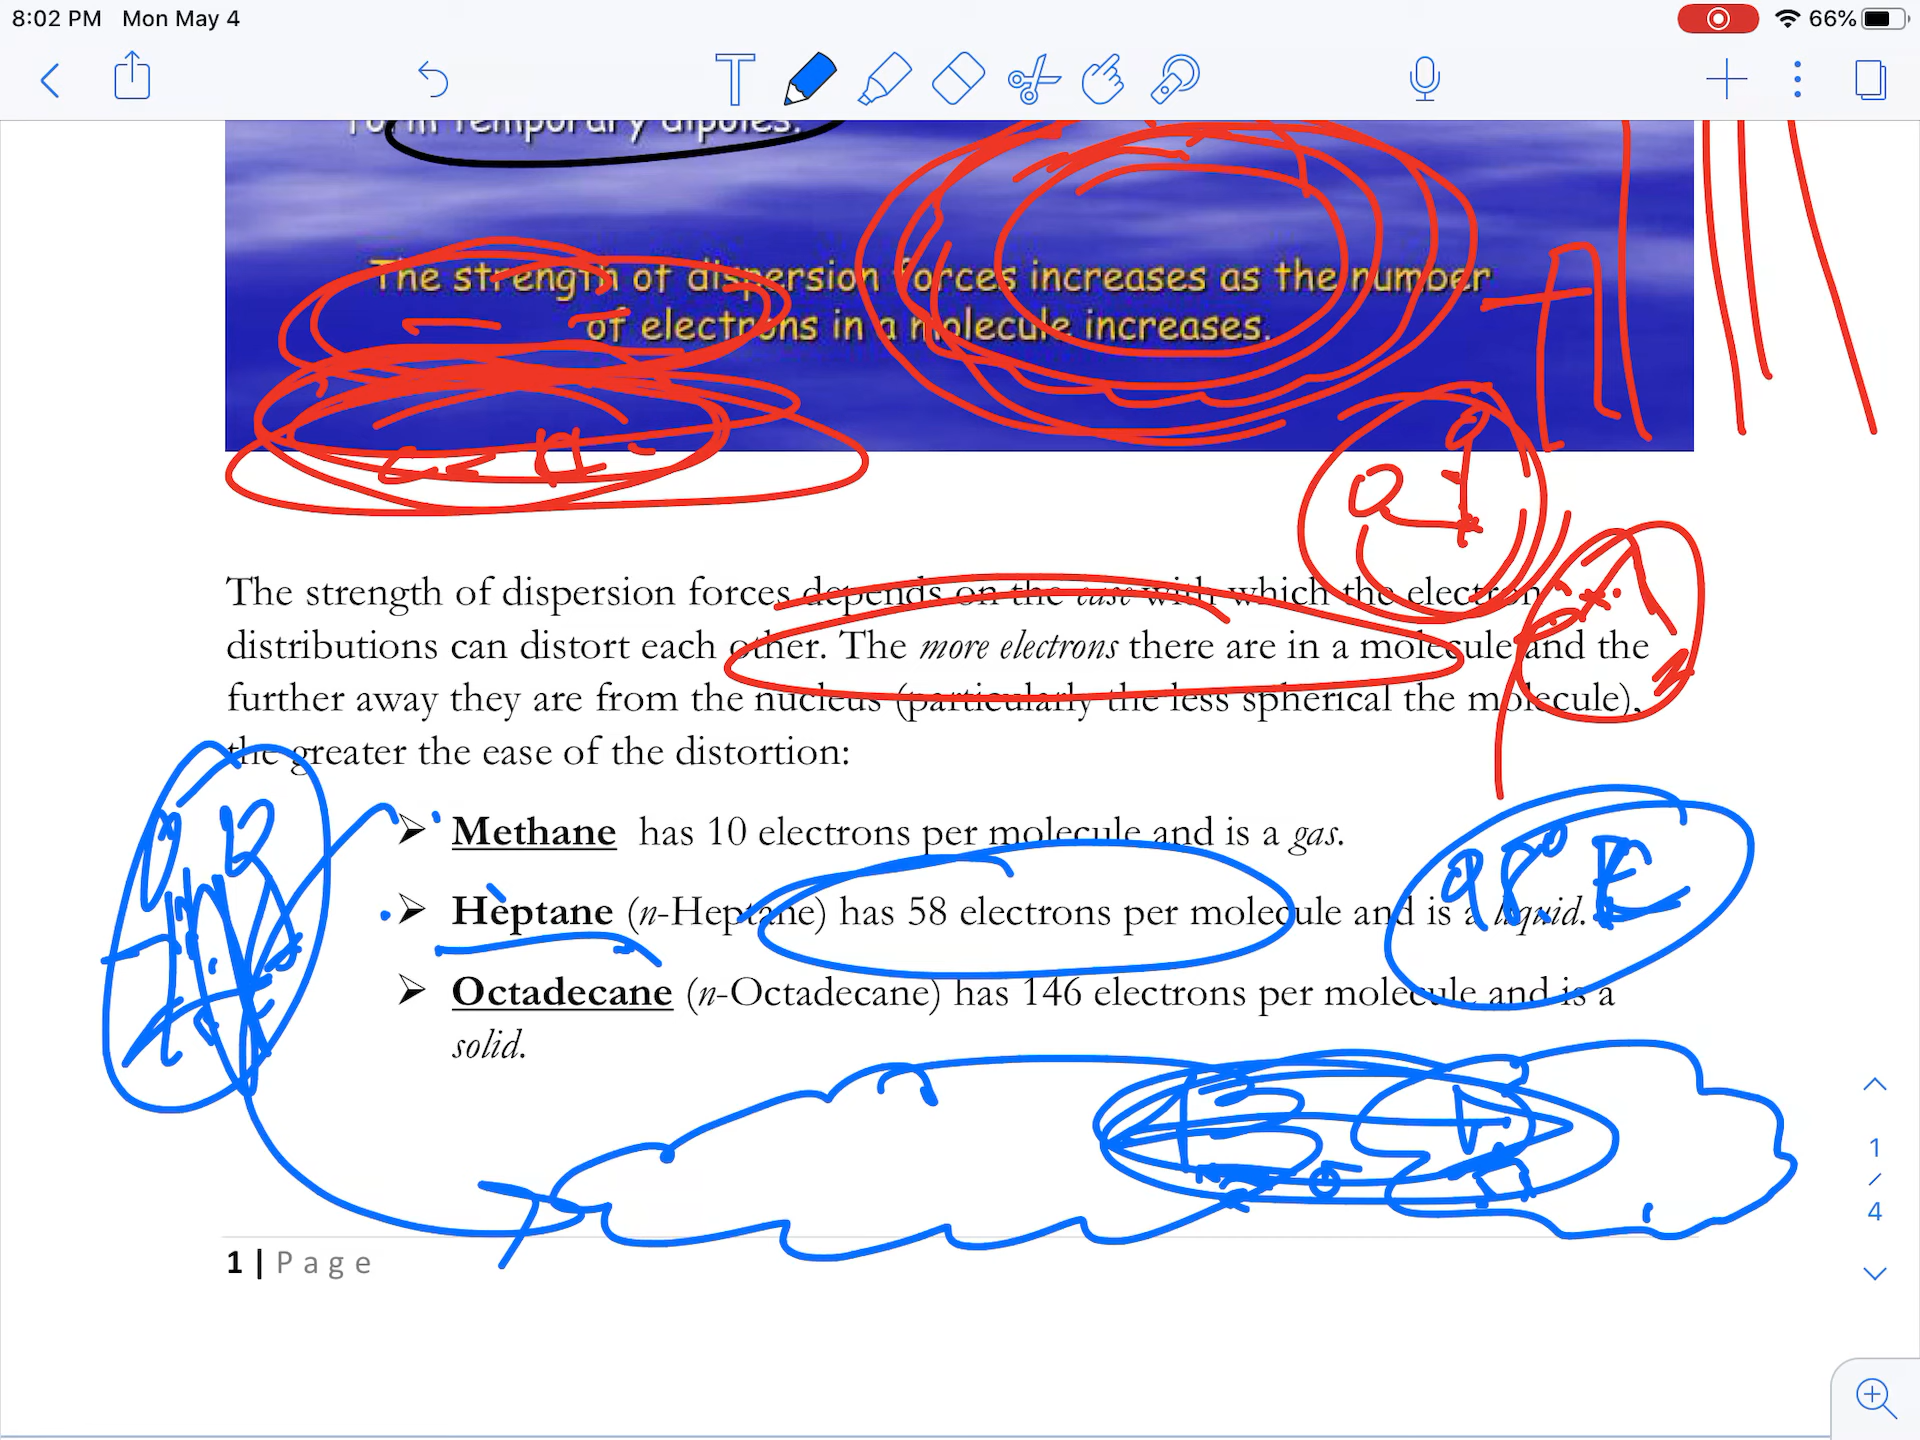 8:02 PM Mon May 4
66%
form temporary dipoles.
The strength of dispersion forces increases as the number
of electrons in a molecule increases.
The strength of dispersion forces depends on the ease with which the electron
distributions can distort each other. The more electrons there are in a molecule and the
further away they are from the nucleus (particularly the less spherical the molecule),
the greater the ease of the distortion:
➢ Methane has 10 electrons per molecule and is a gas.
➢ Heptane (n-Heptane) has 58 electrons per molecule and is a liquid.
➢ Octadecane (n-Octadecane) has 146 electrons per molecule and is a
solid.
1 | Page
1
/
4